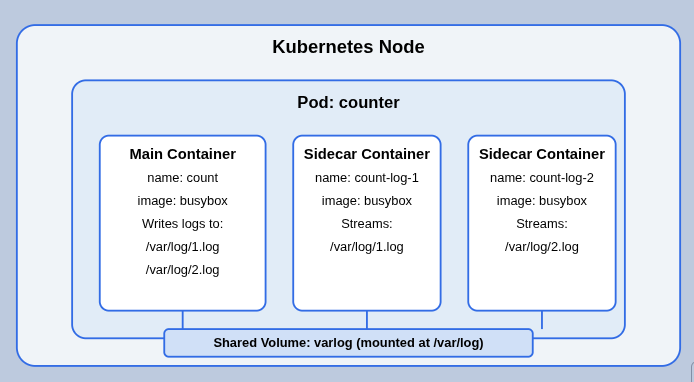 Kubernetes Node
Pod: counter
Main Container
name: count
image: busybox
Writes logs to:
/var/log/1.log
/var/log/2.log
Sidecar Container
name: count-log-1
image: busybox
Streams:
/var/log/1.log
Sidecar Container
name: count-log-2
image: busybox
Streams:
/var/log/2.log
Shared Volume: varlog (mounted at /var/log)